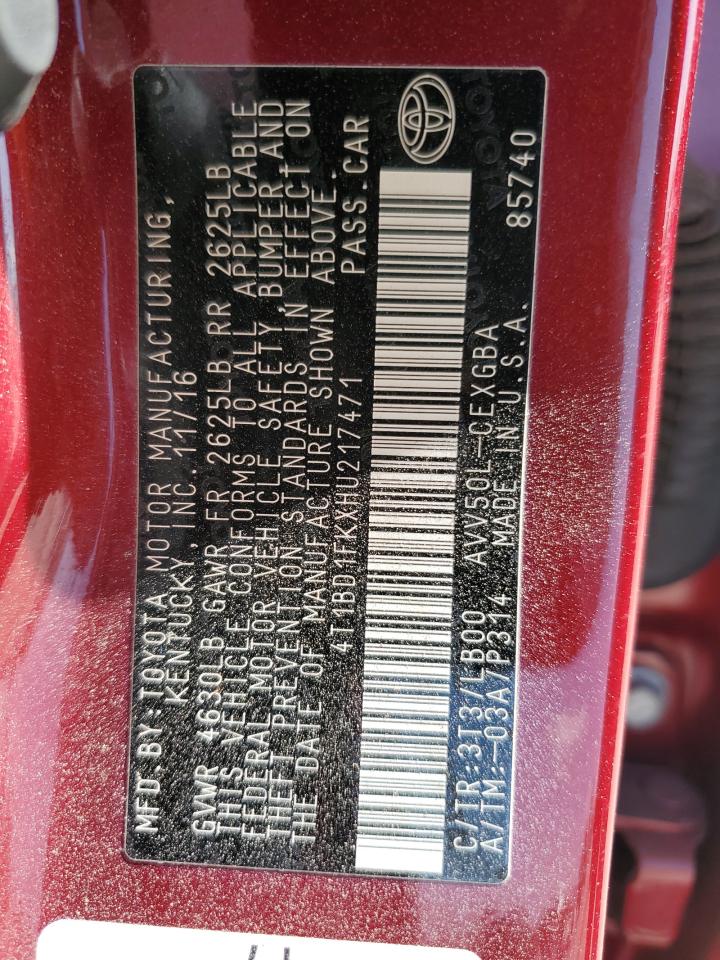 MFD.BY:TOYOTA MOTOR MANUFACTURING,
KENTUCKY, INC. 11/16
GVWR 4630LB GAWR FR 2625LB RR 2625LB
THIS VEHICLE CONFORMS TO ALL APPLICABLE
FEDERAL MOTOR VEHICLE SAFETY, BUMPER, AND
THEFT PREVENTION STANDARDS IN EFFECT ON
THE DATE OF MANUFACTURE SHOWN ABOVE.
4T1BD1FKXHU217471 PASS.CAR
C/TR:3T3/LB00 AVV50L-CEXGBA
A/TM:-03A/P314 MADE IN U.S.A. 85740